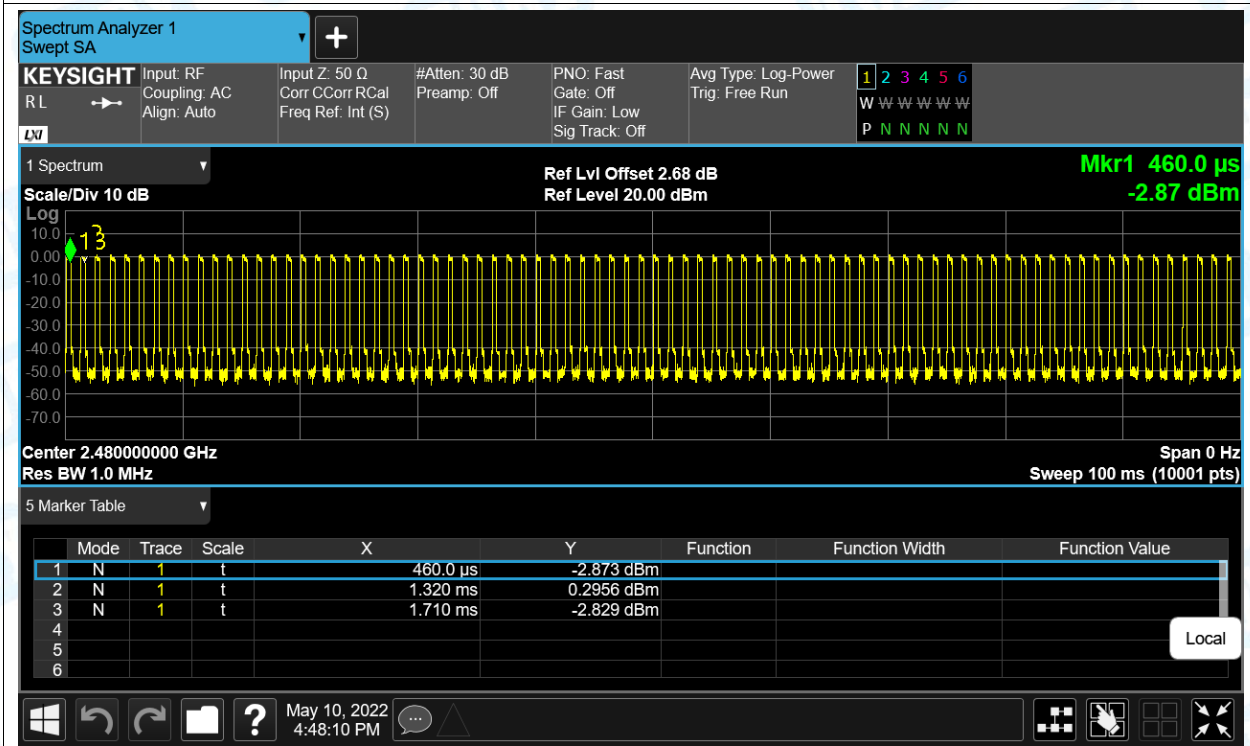 Spectrum Analyzer 1
Swept SA
+
KEYSIGHT Input: RF Input Z: 50 Ω #Atten: 30 dB PNO: Fast Avg Type: Log-Power 1 2 3 4 5 6
RL Coupling: AC Corr CCorr RCal Preamp: Off Gate: Off Trig: Free Run W W W W W W
Align: Auto Freq Ref: Int (S) IF Gain: Low
LXI Sig Track: Off P N N N N N
1 Spectrum Ref Lvl Offset 2.68 dB Mkr1 460.0 µs
Scale/Div 10 dB Ref Level 20.00 dBm -2.87 dBm
Log
10.0 1 3
0.00
-10.0
-20.0
-30.0
-40.0
-50.0
-60.0
-70.0
Center 2.480000000 GHz Span 0 Hz
Res BW 1.0 MHz Sweep 100 ms (10001 pts)
5 Marker Table
Mode Trace Scale X Y Function Function Width Function Value
1 N 1 t 460.0 µs -2.873 dBm
2 N 1 t 1.320 ms 0.2956 dBm
3 N 1 t 1.710 ms -2.829 dBm
4
5
6
Local
? May 10, 2022
4:48:10 PM